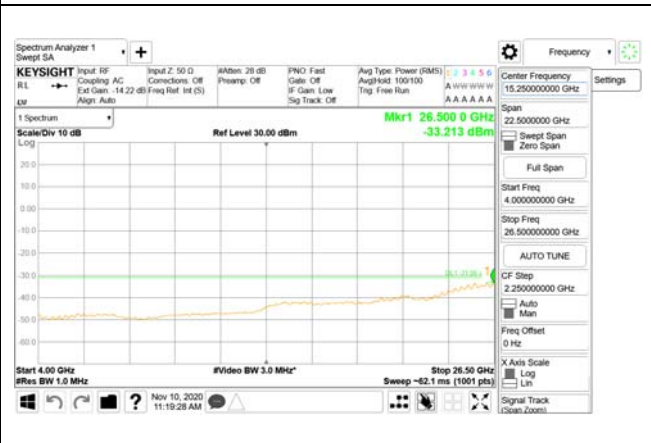 Spectrum Analyzer 1
Swept SA
+
Frequency
KEYSIGHT
RL
Input: RF
Coupling: AC
Ext Gain: -14.22 dB
Align: Auto
Input Z: 50 Ω
Corrections: Off
Freq Ref: Int (S)
#Atten: 28 dB
Preamp: Off
PNO: Fast
Gate: Off
IF Gain: Low
Sig Track: Off
Avg Type: Power (RMS)
Avg|Hold: 100/100
Trig: Free Run
1 2 3 4 5 6
A W W W W W
A A A A A A
1 Spectrum
Scale/Div 10 dB
Ref Level 30.00 dBm
Mkr1 26.500 0 GHz
-33.213 dBm
Log
20.0
10.0
0.00
-10.0
-20.0
-30.0
-40.0
-50.0
-60.0
1
Start 4.00 GHz
#Res BW 1.0 MHz
#Video BW 3.0 MHz*
Stop 26.50 GHz
Sweep ~62.1 ms (1001 pts)
Nov 10, 2020
11:19:28 AM
Center Frequency
15.250000000 GHz
Settings
Span
22.5000000000 GHz
Swept Span
Zero Span
Full Span
Start Freq
4.000000000 GHz
Stop Freq
26.500000000 GHz
AUTO TUNE
CF Step
2.250000000 GHz
Auto
Man
Freq Offset
0 Hz
X Axis Scale
Log
Lin
Signal Track
(Span Zoom)